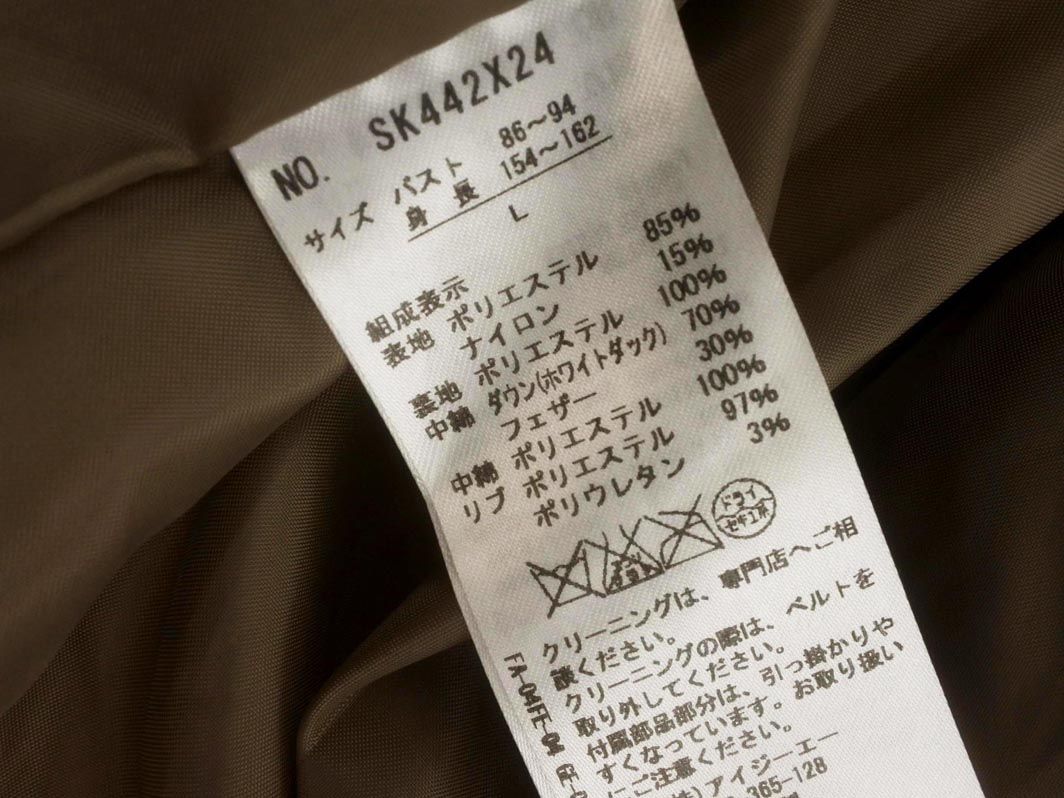 NO. SK442X24
サイズ バスト 86～94
身長 154～162
L
組成表示
表地 ポリエステル 85%
ナイロン 15%
裏地 ポリエステル 100%
中綿 ダウン(ホワイトダック) 70%
フェザー 30%
中綿 ポリエステル 100%
リブ ポリエステル 97%
ポリウレタン 3%
ドライ
セキユ系
クリーニングは、専門店へご相
談ください。
クリーニングの際は、ベルトを
取り外してください。
付属部品部分は、引っ掛かりや
すくなっています。お取り扱い
にご注意ください。
アイジーエー
365-128